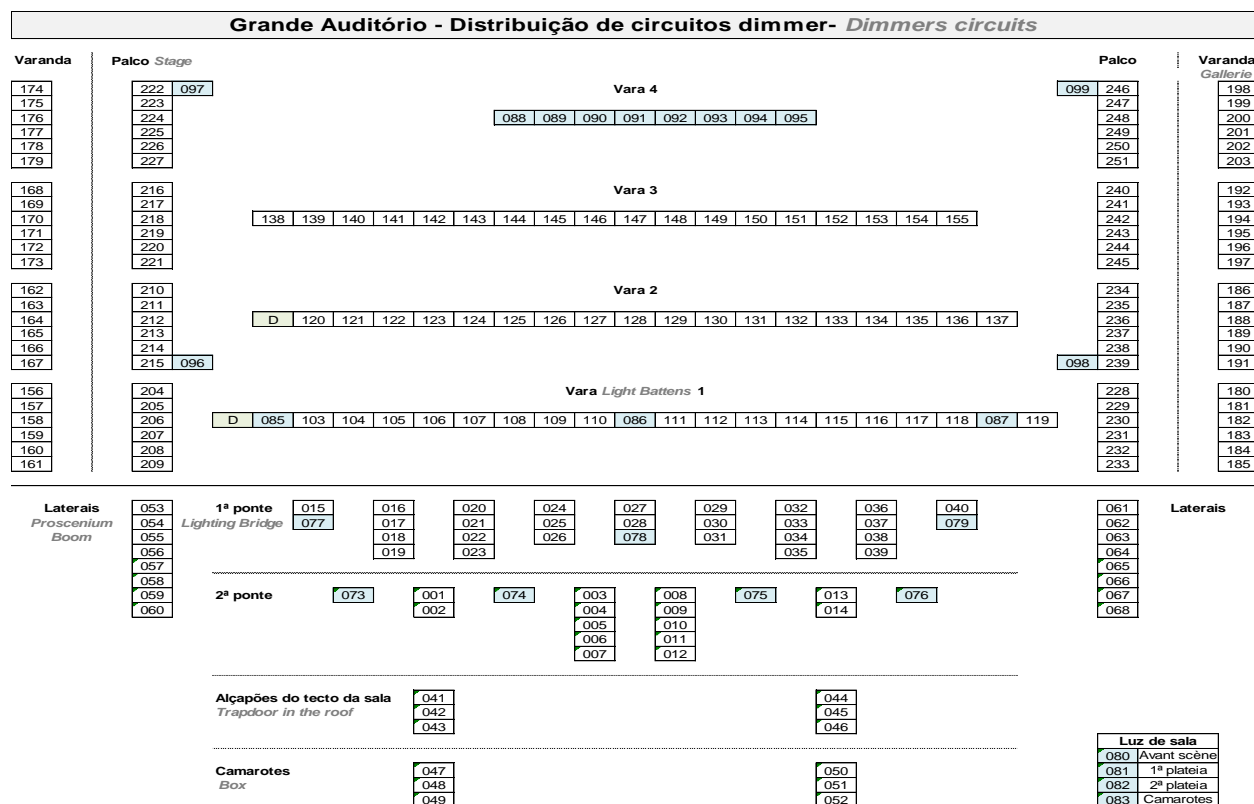 Grande Auditório - Distribuição de circuitos dimmer- Dimmers circuits
Varanda Palco Stage Palco Varanda
Gallerie
174 222 097 Vara 4 099 246 198
175 223 247 199
176 224 088 089 090 091 092 093 094 095 248 200
177 225 249 201
178 226 250 202
179 227 251 203
168 216 Vara 3 240 192
169 217 241 193
170 218 138 139 140 141 142 143 144 145 146 147 148 149 150 151 152 153 154 155 242 194
171 219 243 195
172 220 244 196
173 221 245 197
162 210 Vara 2 234 186
163 211 235 187
164 212 D 120 121 122 123 124 125 126 127 128 129 130 131 132 133 134 135 136 137 236 188
165 213 237 189
166 214 238 190
167 215 096 098 239 191
156 204 Vara Light Battens 1 228 180
157 205 229 181
158 206 D 085 103 104 105 106 107 108 109 110 086 111 112 113 114 115 116 117 118 087 119 230 182
159 207 231 183
160 208 232 184
161 209 233 185
Laterais 053 1ª ponte 015 016 020 024 027 029 032 036 040 061 Laterais
Proscenium 054 Lighting Bridge 077 017 021 025 028 030 033 037 079 062
Boom 055 018 022 026 078 031 034 038 063
056 019 023 035 039 064
057 065
058 066
059 2ª ponte 073 001 074 003 008 075 013 076 067
060 002 004 009 014 068
005 010
006 011
007 012
Alçapões do tecto da sala 041 044
Trapdoor in the roof 042 045
043 046
Luz de sala
080 Avant scène
Camarotes 047 050 081 1ª plateia
Box 048 051 082 2ª plateia
049 052 083 Camarotes